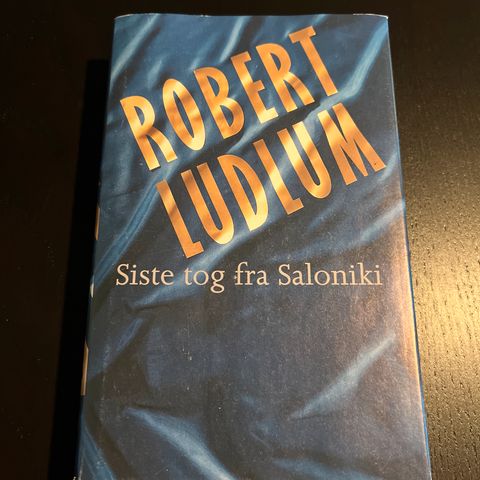 ROBERT
LUDLUM
Siste tog fra Saloniki